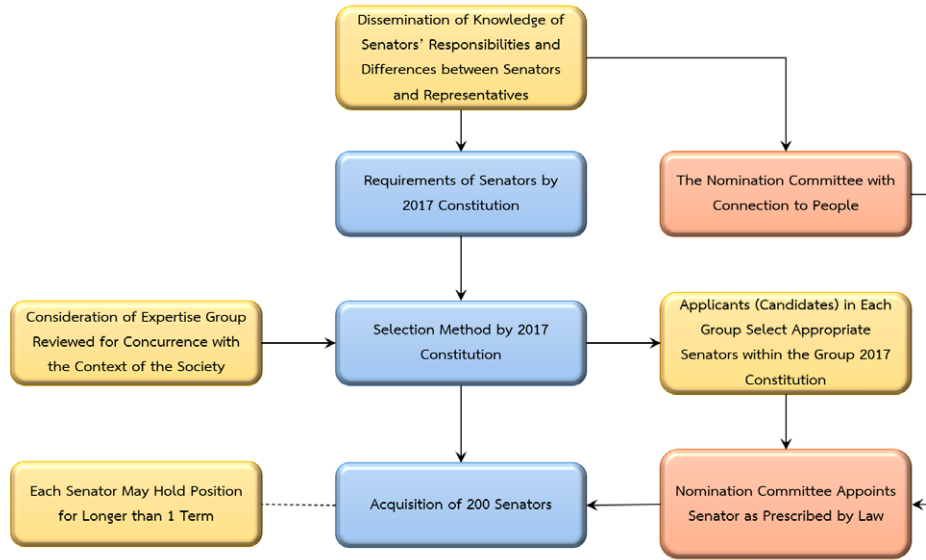 Dissemination of Knowledge of
Senators' Responsibilities and
Differences between Senators
and Representatives
Requirements of Senators by
2017 Constitution
The Nomination Committee with
Connection to People
Consideration of Expertise Group
Reviewed for Concurrence with
the Context of the Society
Selection Method by 2017
Constitution
Applicants (Candidates) in Each
Group Select Appropriate
Senators within the Group 2017
Constitution
Each Senator May Hold Position
for Longer than 1 Term
Acquisition of 200 Senators
Nomination Committee Appoints
Senator as Prescribed by Law